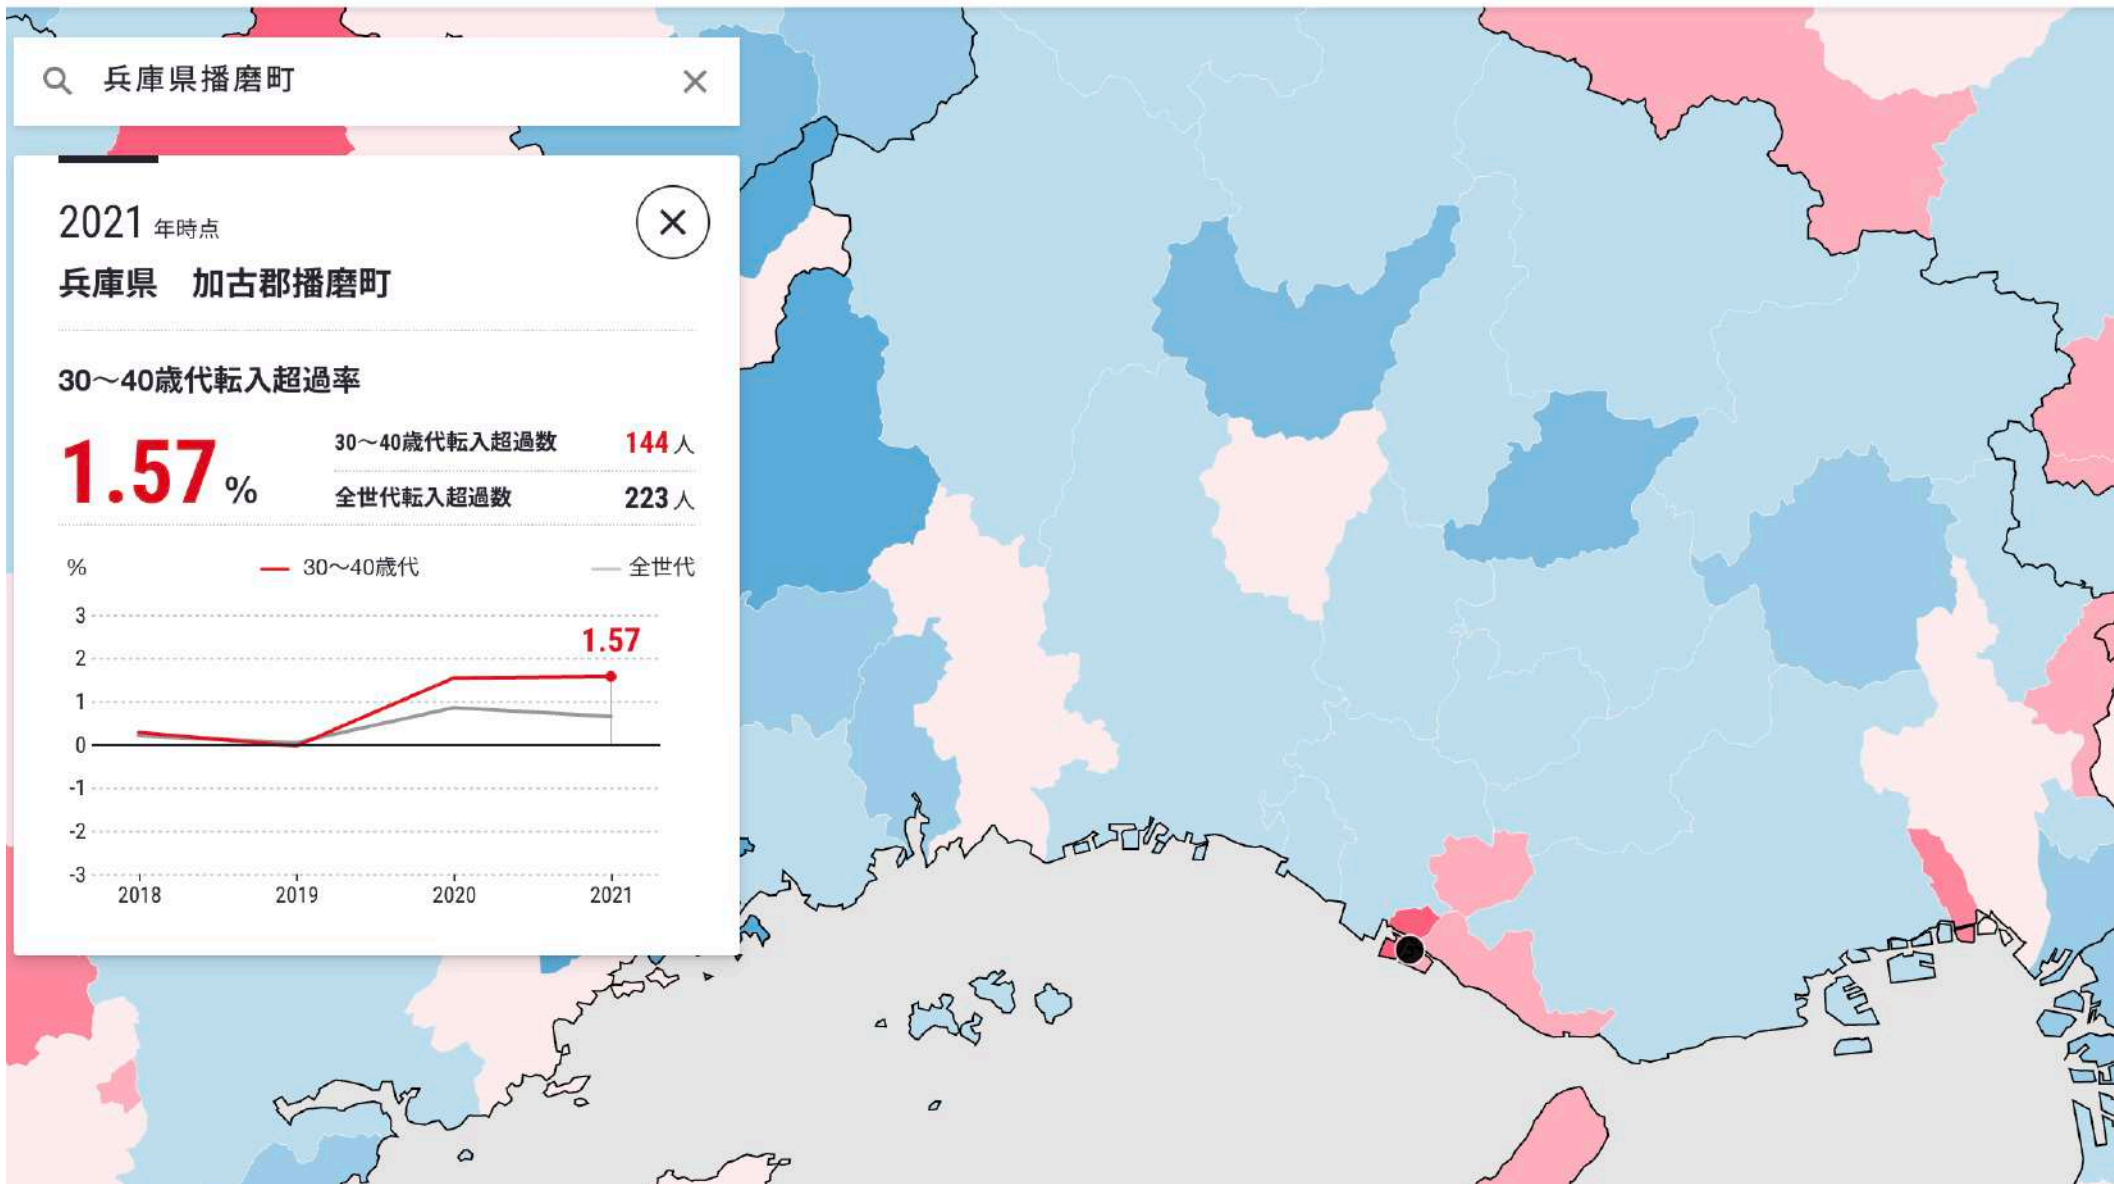 兵庫県播磨町
2021 年時点
兵庫県　加古郡播磨町
30〜40歳代転入超過率
1.57 %
30〜40歳代転入超過数 144 人
全世代転入超過数 223 人
% 30〜40歳代 全世代
3
1.57
2
1
0
-1
-2
-3
2018 2019 2020 2021